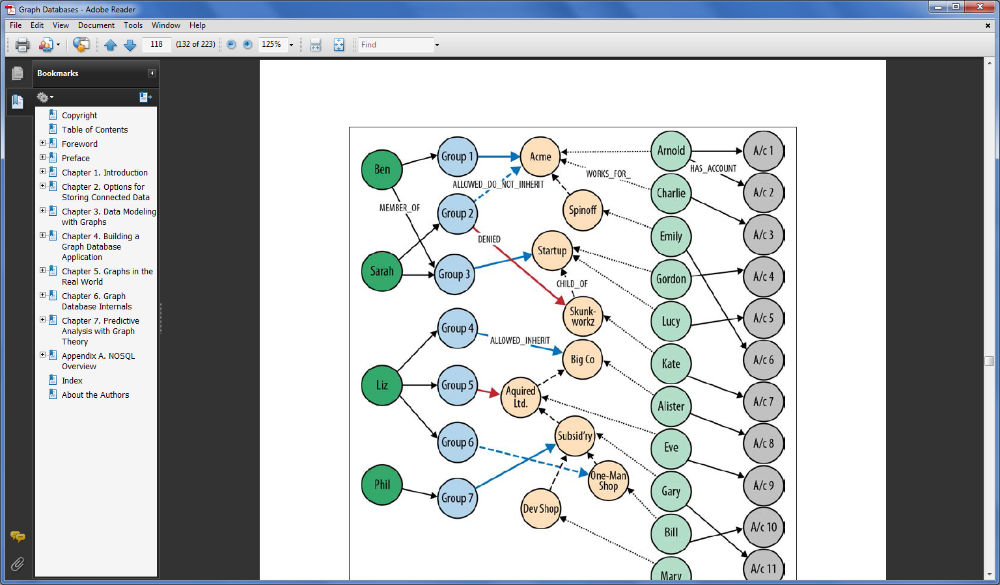 Graph Databases - Adobe Reader
File Edit View Document Tools Window Help
118 (132 of 223) 125% Find
Bookmarks
Copyright
Table of Contents
Foreword
Preface
Chapter 1. Introduction
Chapter 2. Options for
Storing Connected Data
Chapter 3. Data Modeling
with Graphs
Chapter 4. Building a
Graph Database
Application
Chapter 5. Graphs in the
Real World
Chapter 6. Graph
Database Internals
Chapter 7. Predictive
Analysis with Graph
Theory
Appendix A. NOSQL
Overview
Index
About the Authors
Ben
Sarah
Liz
Phil
MEMBER_OF
Group 1
Group 2
Group 3
Group 4
Group 5
Group 6
Group 7
ALLOWED_DO_NOT_INHERIT
DENIED
CHILD_OF
ALLOWED_INHERIT
Acme
Spinoff
Startup
Skunk-
workz
Big Co
Aquired
Ltd.
Subsid'ry
One-Man
Shop
Dev Shop
WORKS_FOR_
HAS_ACCOUNT
Arnold
Charlie
Emily
Gordon
Lucy
Kate
Alister
Eve
Gary
Bill
Mary
A/c 1
A/c 2
A/c 3
A/c 4
A/c 5
A/c 6
A/c 7
A/c 8
A/c 9
A/c 10
A/c 11